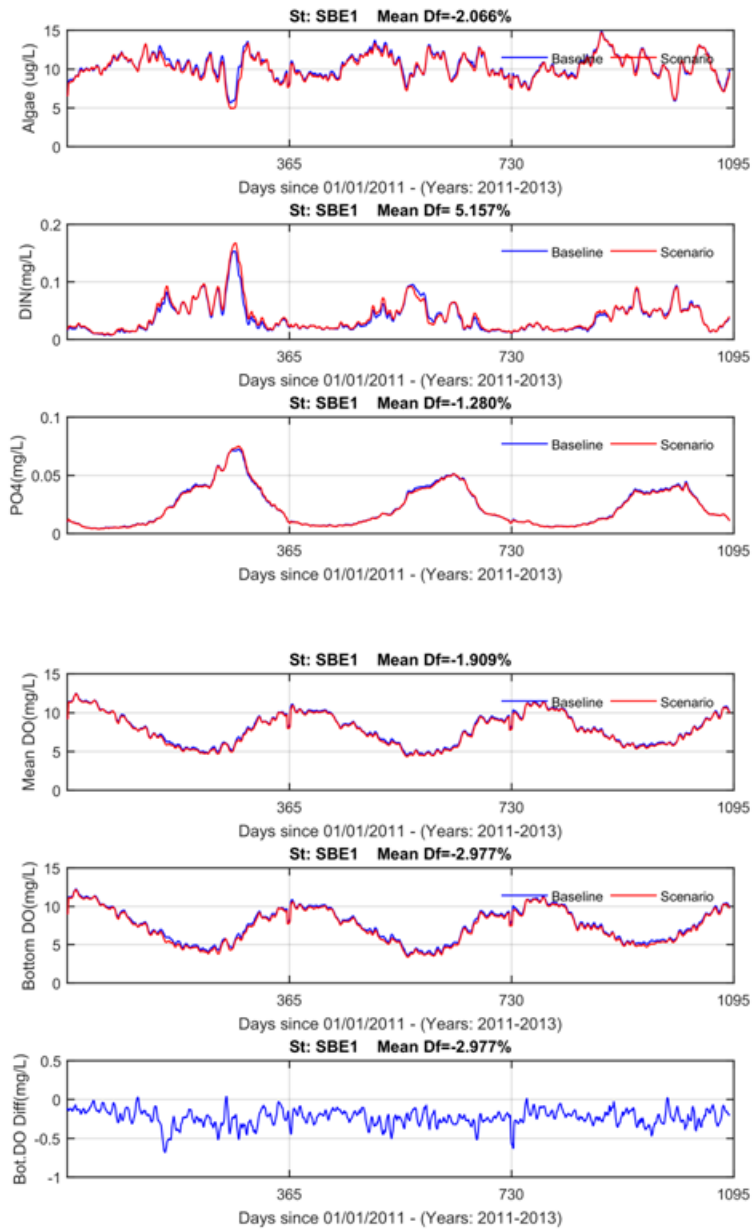 St: SBE1 Mean Df=-2.066%
15
10
5
0
Algae (ug/L)
Baseline
Scenario
365 730 1095
Days since 01/01/2011 - (Years: 2011-2013)
St: SBE1 Mean Df= 5.157%
0.2
0.1
0
DIN(mg/L)
Baseline
Scenario
365 730 1095
Days since 01/01/2011 - (Years: 2011-2013)
St: SBE1 Mean Df=-1.280%
0.1
0.05
0
PO4(mg/L)
Baseline
Scenario
365 730 1095
Days since 01/01/2011 - (Years: 2011-2013)
St: SBE1 Mean Df=-1.909%
15
10
5
0
Mean DO(mg/L)
Baseline
Scenario
365 730 1095
Days since 01/01/2011 - (Years: 2011-2013)
St: SBE1 Mean Df=-2.977%
15
10
5
0
Bottom DO(mg/L)
Baseline
Scenario
365 730 1095
Days since 01/01/2011 - (Years: 2011-2013)
St: SBE1 Mean Df=-2.977%
0.5
0
-0.5
-1
Bot.DO Diff(mg/L)
365 730 1095
Days since 01/01/2011 - (Years: 2011-2013)